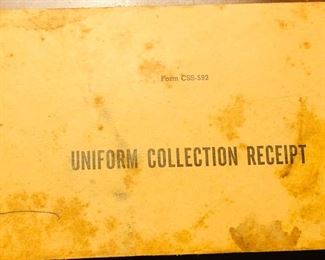 Form CSS-592
UNIFORM COLLECTION RECEIPT